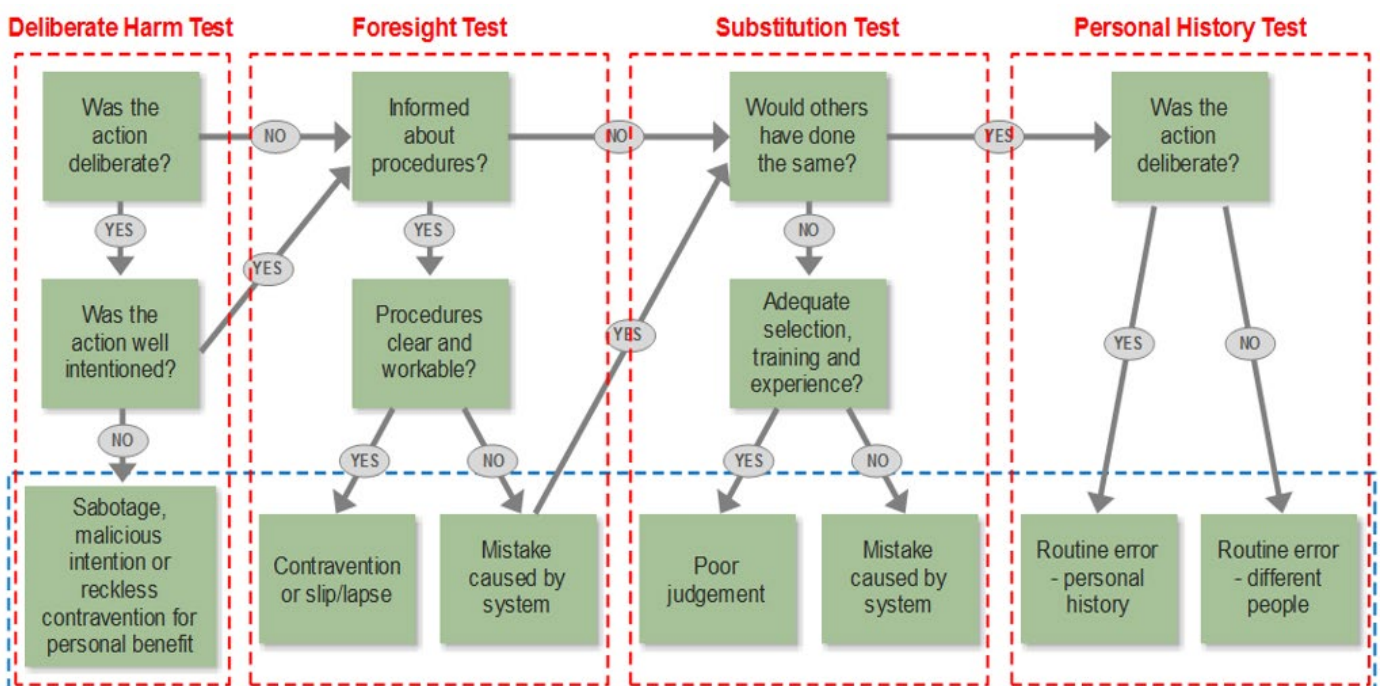 Deliberate Harm Test
Foresight Test
Substitution Test
Personal History Test
Was the
action
deliberate?
NO
Informed
about
procedures?
NO
Would others
have done
the same?
YES
Was the
action
deliberate?
YES
YES
YES
NO
Was the
action well
intentioned?
Procedures
clear and
workable?
YES
Adequate
selection,
training and
experience?
YES
NO
NO
YES
NO
YES
NO
Sabotage,
malicious
intention or
reckless
contravention for
personal benefit
Contravention
or slip/lapse
Mistake
caused by
system
Poor
judgement
Mistake
caused by
system
Routine error
- personal
history
Routine error
- different
people